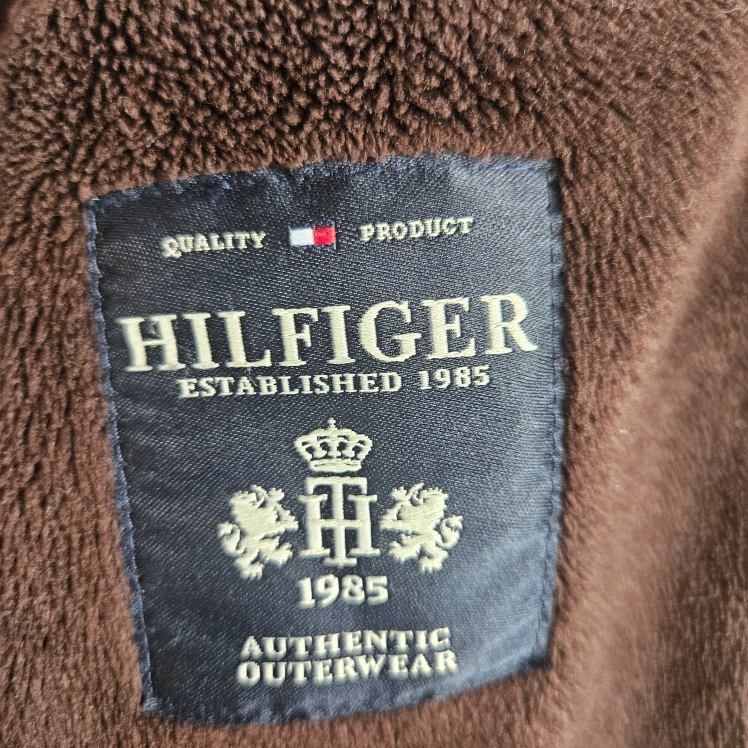 QUALITY PRODUCT
HILFIGER
ESTABLISHED 1985
TH
1985
AUTHENTIC
OUTERWEAR